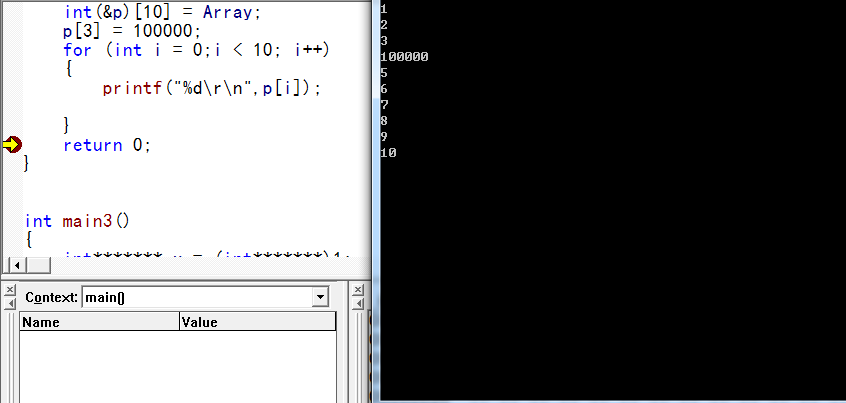 int(&p)[10] = Array;
p[3] = 100000;
for (int i = 0;i < 10; i++)
{
printf("%d\r\n",p[i]);
}
return 0;
}
int main3()
{
Context: main()
Name Value
1
2
3
100000
5
6
7
8
9
10